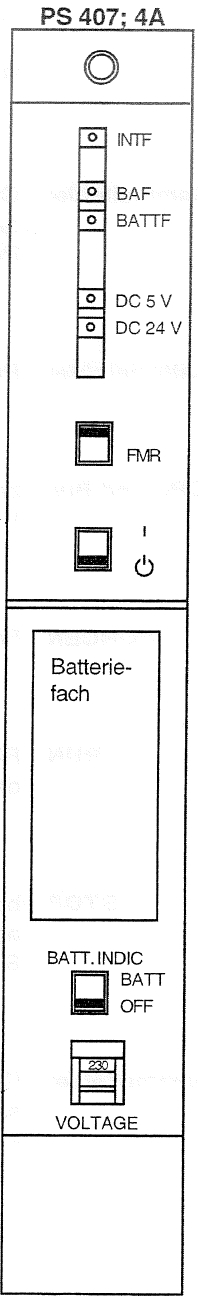 PS 407; 4A
INTF
BAF
BATTF
DC 5 V
DC 24 V
FMR
I
Batterie-
fach
BATT. INDIC
BATT
OFF
230
VOLTAGE